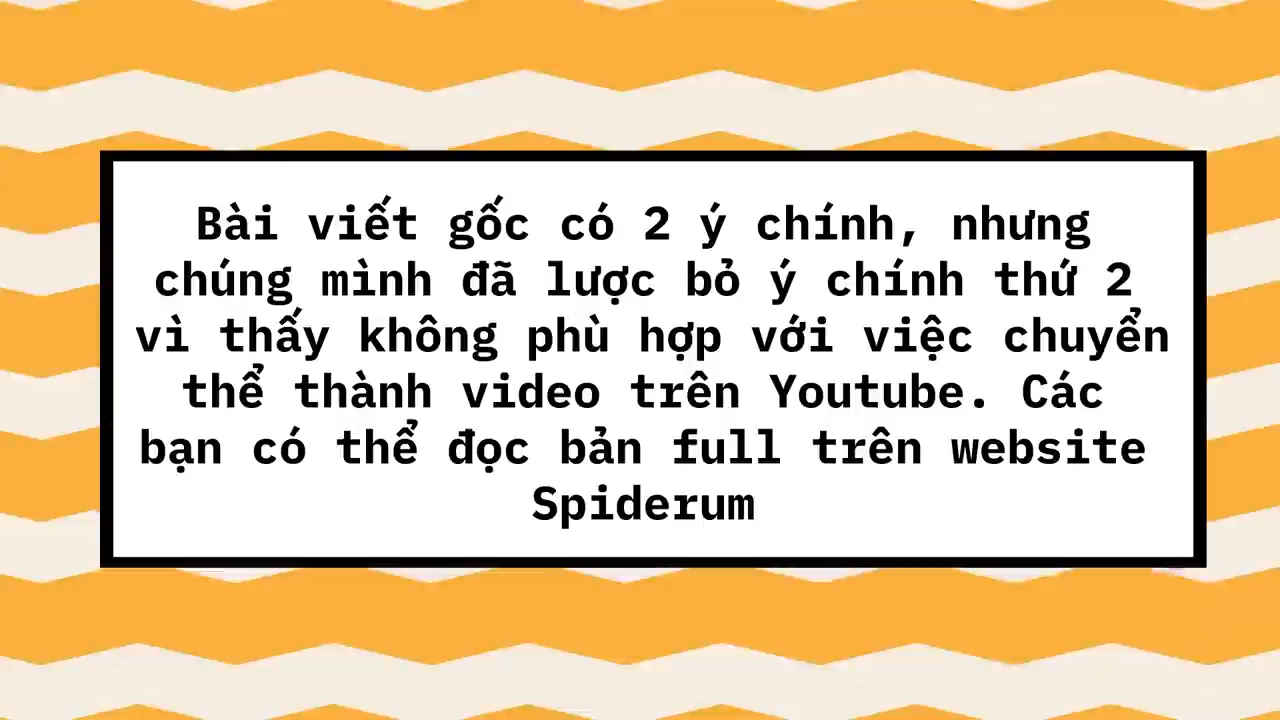 Bài viết gốc có 2 ý chính, nhưng
chúng mình đã lược bỏ ý chính thứ 2
vì thấy không phù hợp với việc chuyển
thể thành video trên Youtube. Các
bạn có thể đọc bản full trên website
Spiderum